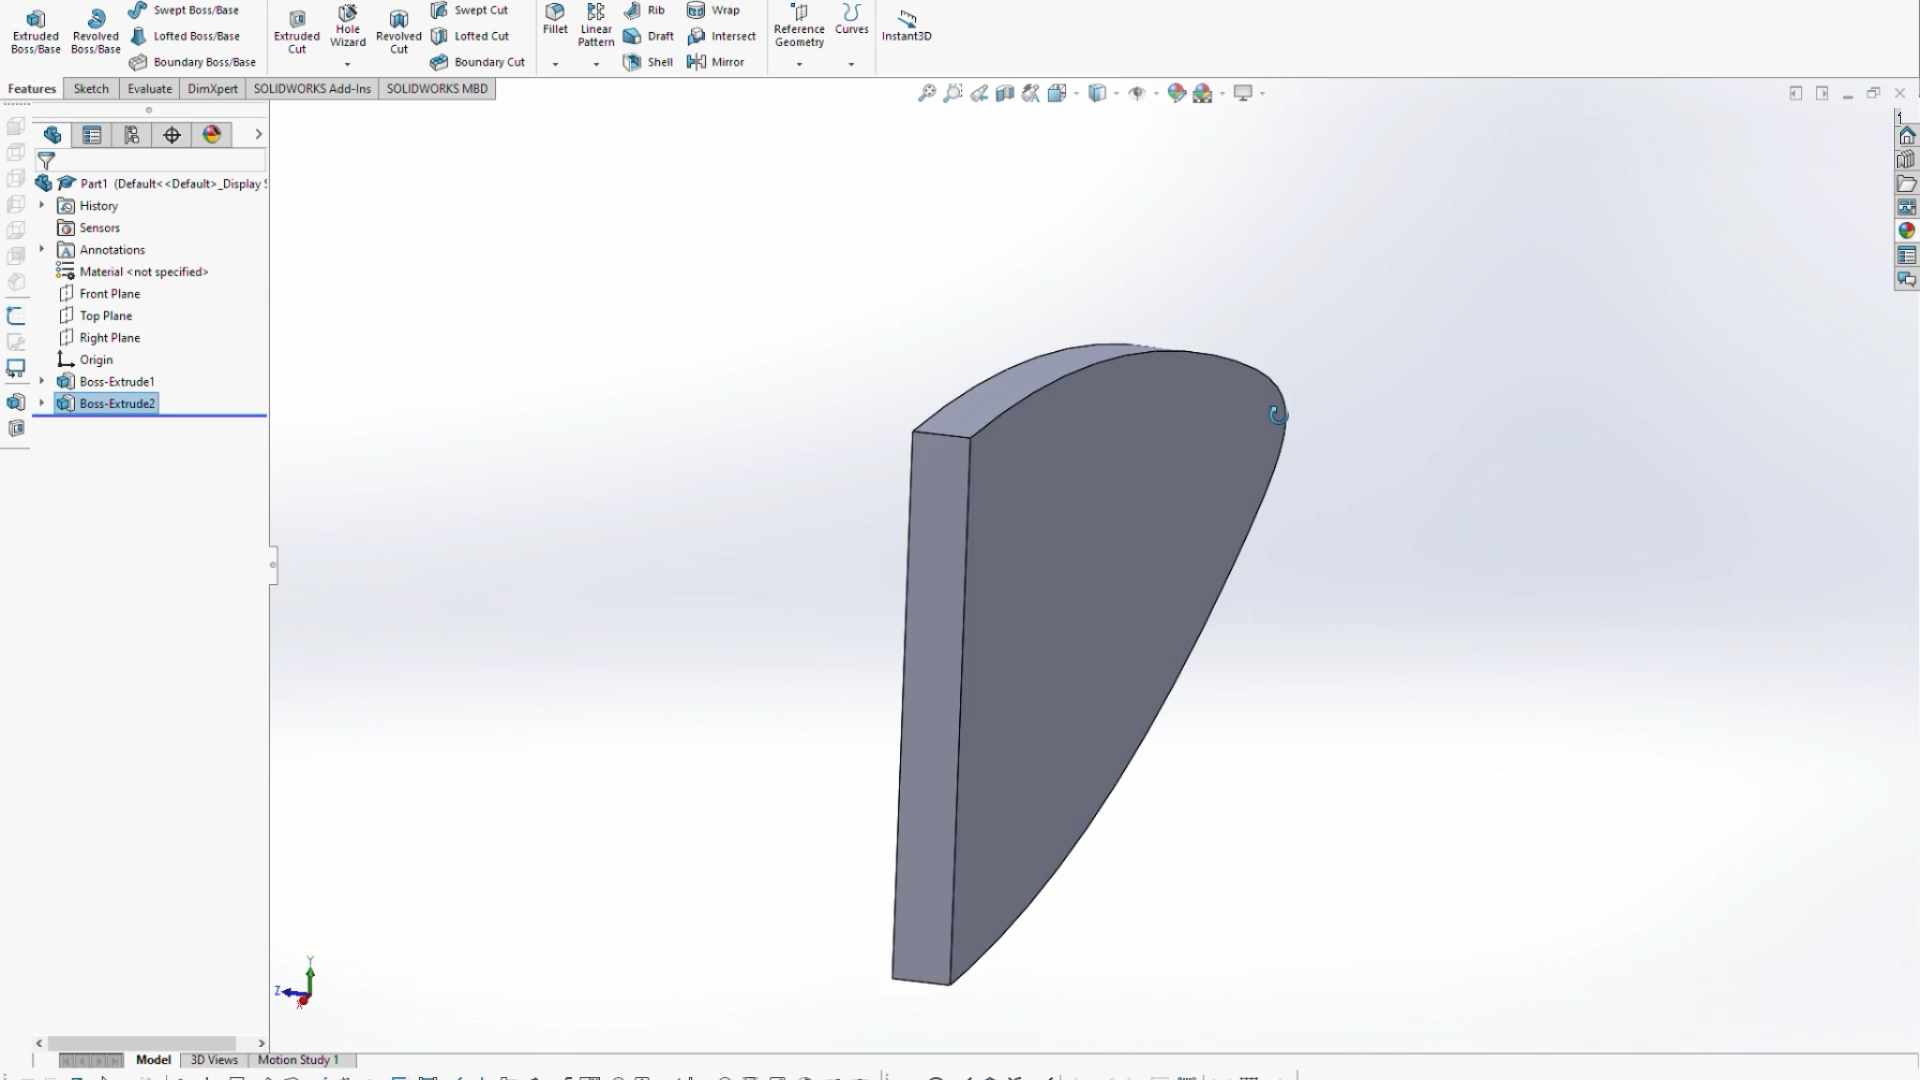 Extruded Boss/Base
Revolved Boss/Base
Swept Boss/Base
Lofted Boss/Base
Boundary Boss/Base
Extruded Cut
Hole Wizard
Revolved Cut
Swept Cut
Lofted Cut
Boundary Cut
Fillet
Linear Pattern
Rib
Draft
Shell
Wrap
Intersect
Mirror
Reference Geometry
Curves
Instant3D
Features Sketch Evaluate DimXpert SOLIDWORKS Add-Ins SOLIDWORKS MBD
Part1 (Default<<Default>_Display S
History
Sensors
A Annotations
Material <not specified>
Front Plane
Top Plane
Right Plane
Origin
Boss-Extrude1
Boss-Extrude2
Y
Z
X
Model 3D Views Motion Study 1